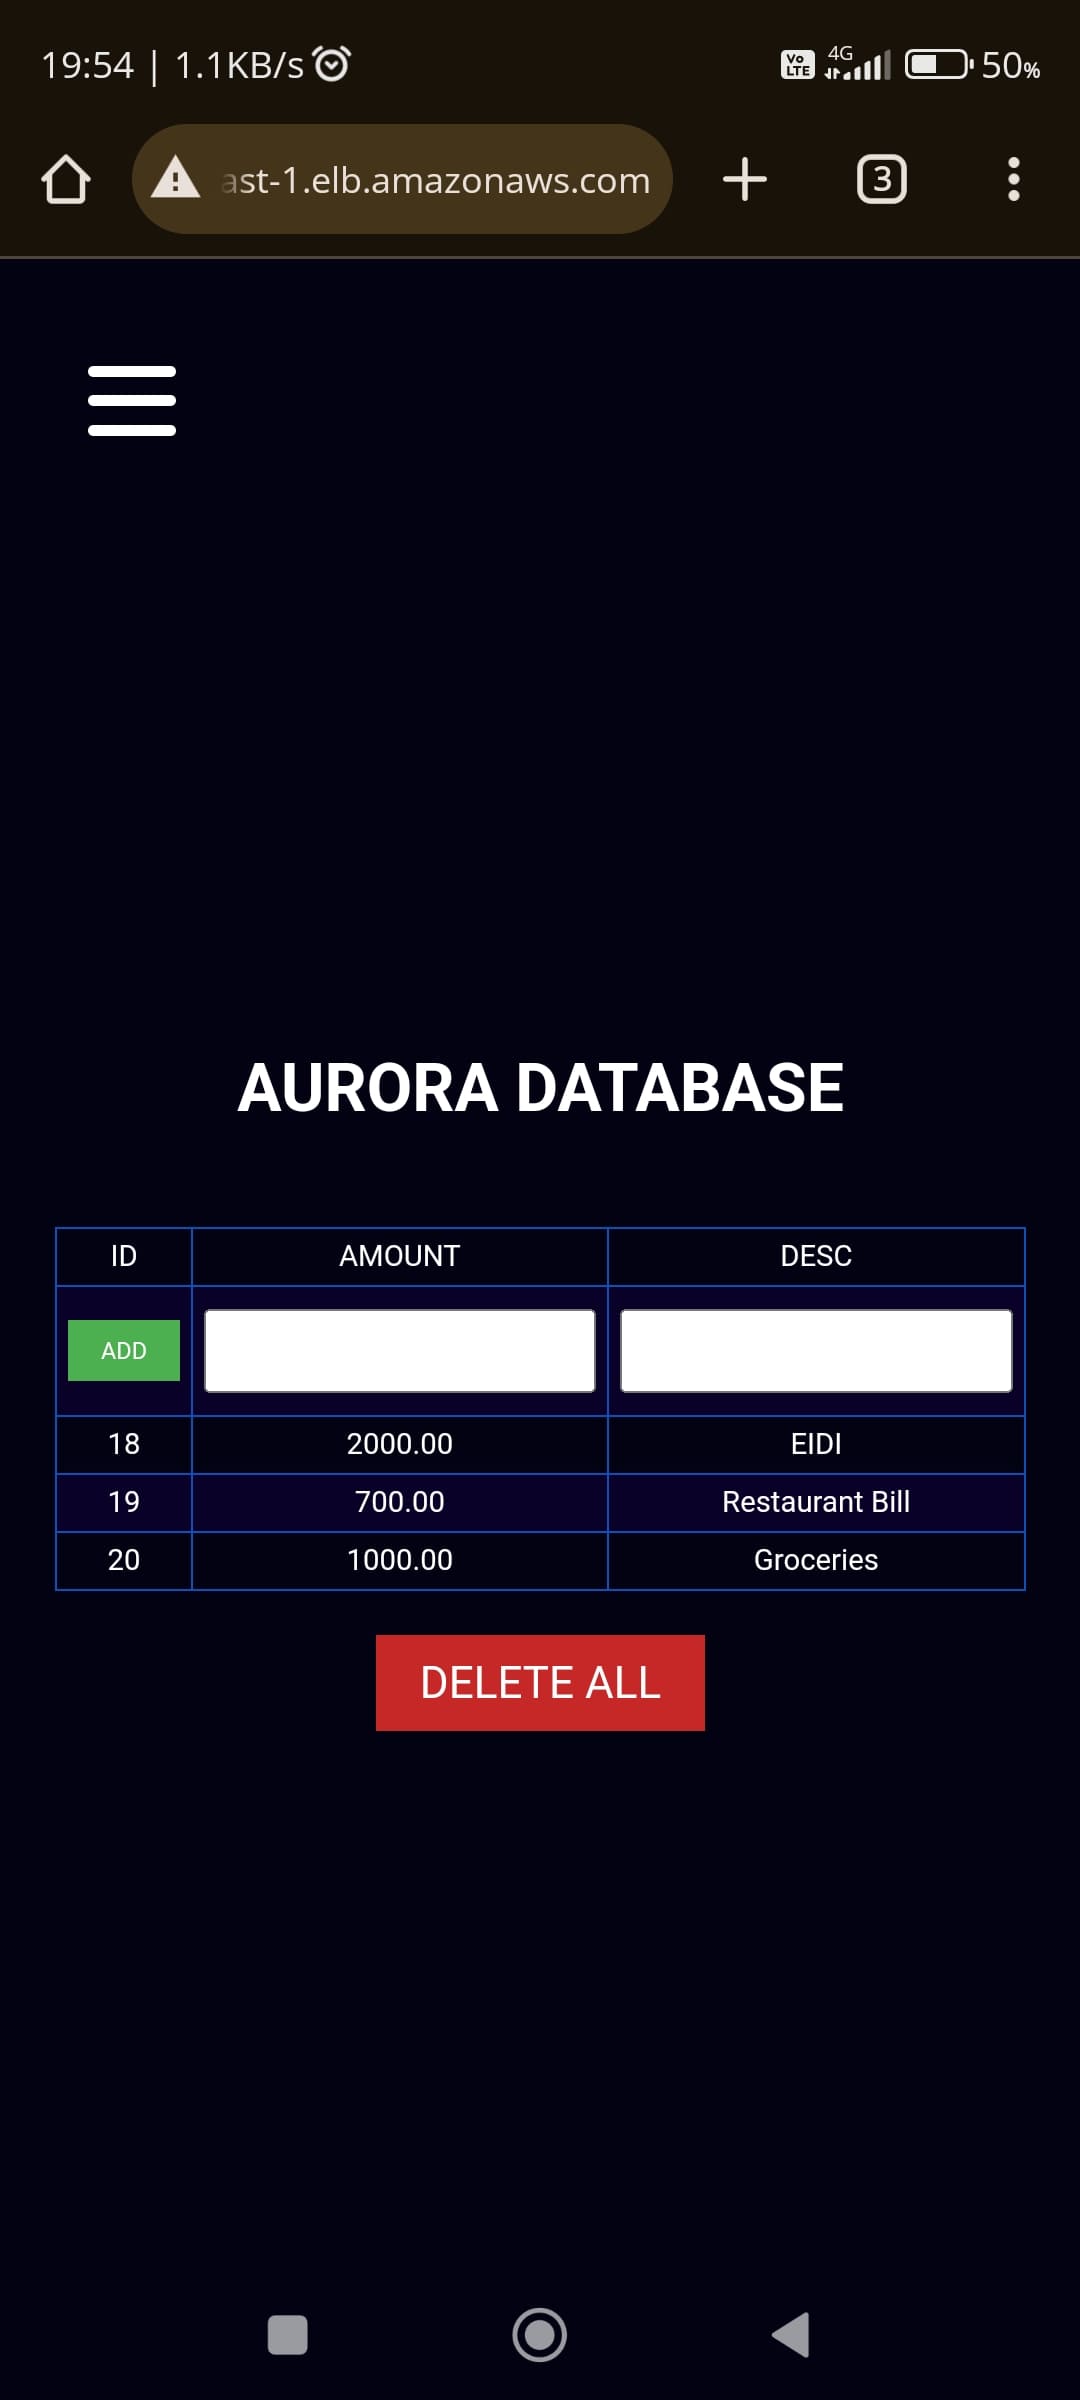 19:54 | 1.1KB/s Vo LTE 4G 50%
ast-1.elb.amazonaws.com 3
AURORA DATABASE
ID AMOUNT DESC
ADD
18 2000.00 EIDI
19 700.00 Restaurant Bill
20 1000.00 Groceries
DELETE ALL